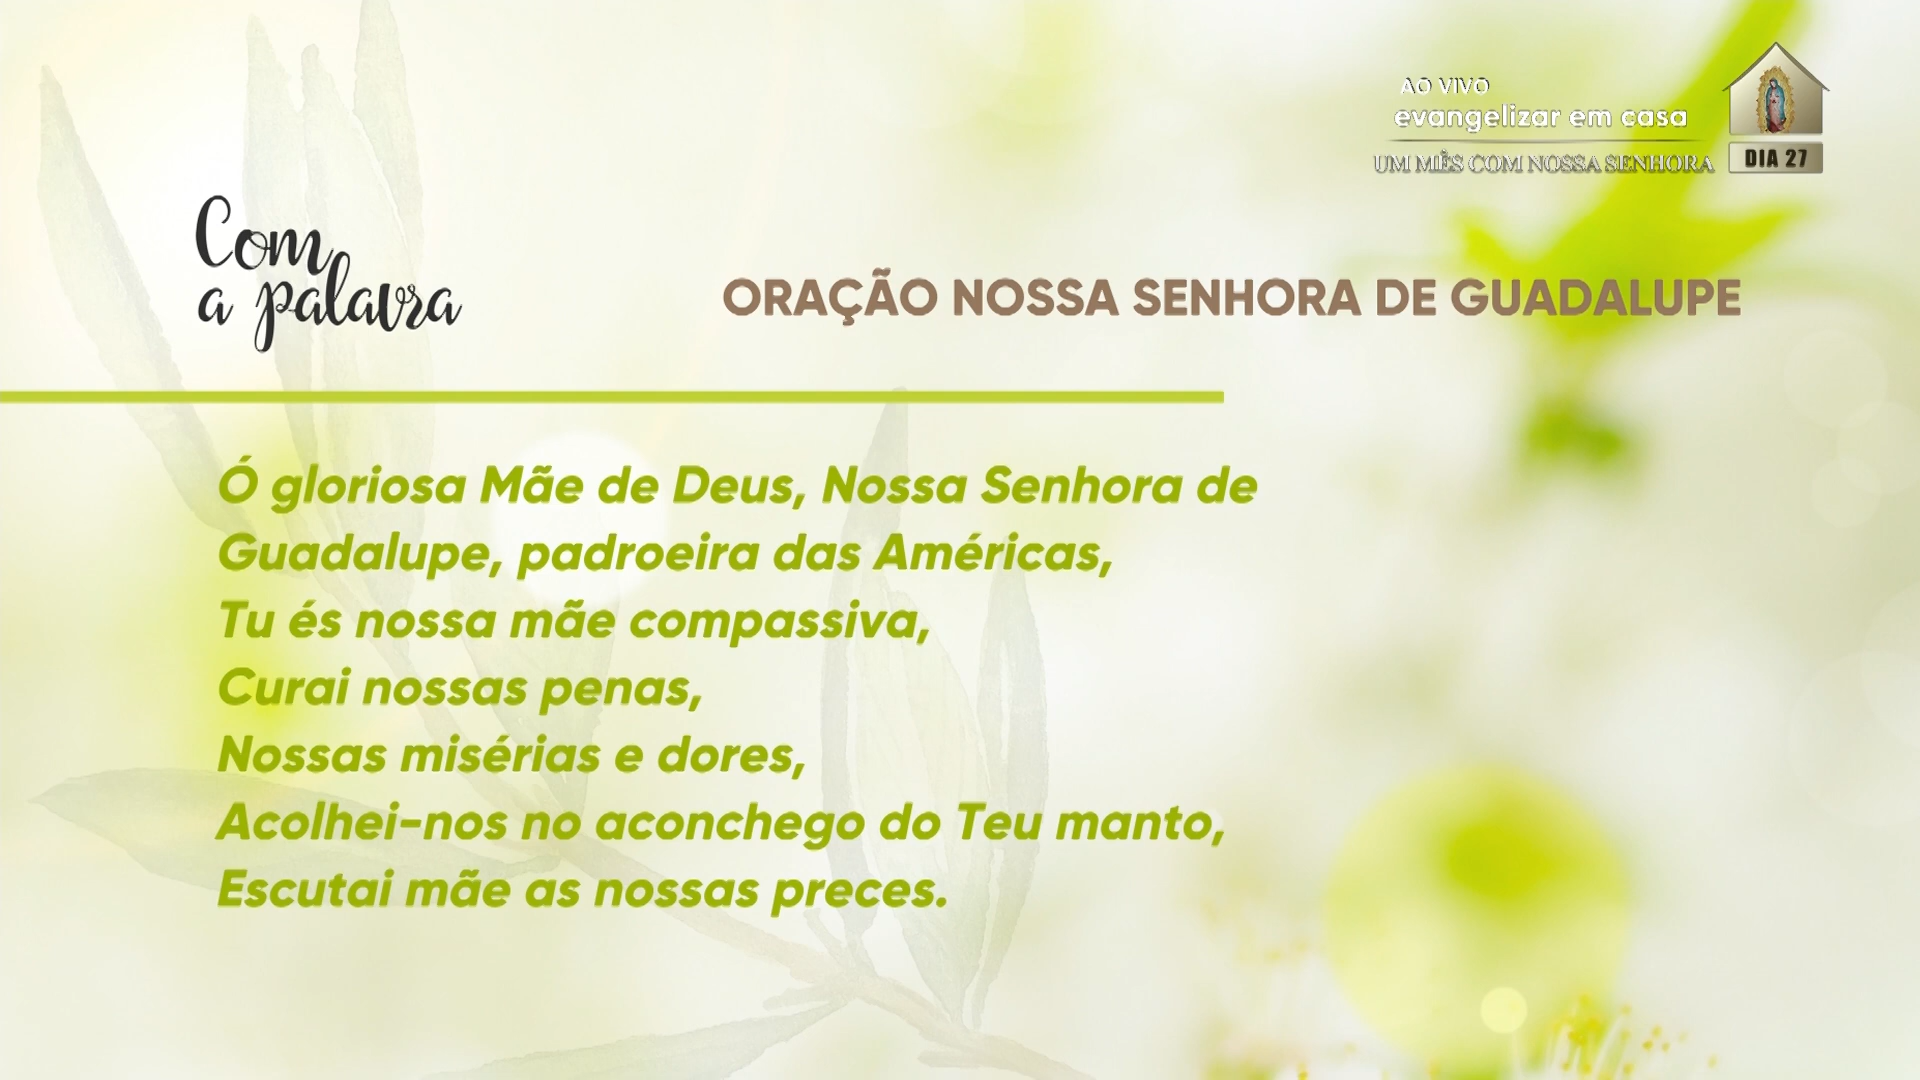 AO VIVO
evangelizar em casa
UM MÊS COM NOSSA SENHORA
DIA 27
Com
a palavra
ORAÇÃO NOSSA SENHORA DE GUADALUPE
Ó gloriosa Mãe de Deus, Nossa Senhora de
Guadalupe, padroeira das Américas,
Tu és nossa mãe compassiva,
Curai nossas penas,
Nossas misérias e dores,
Acolhei-nos no aconchego do Teu manto,
Escutai mãe as nossas preces.